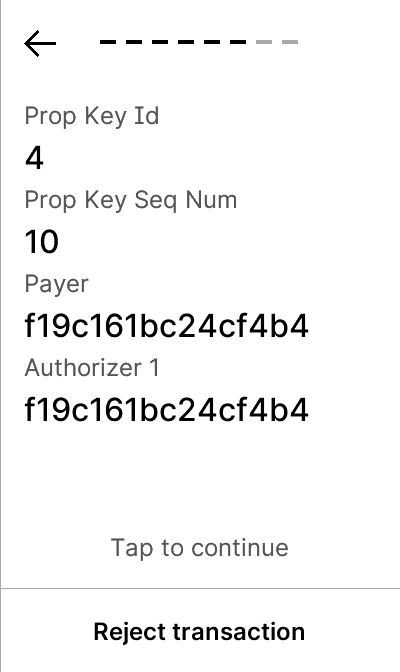 Prop Key Id
4
Prop Key Seq Num
10
Payer
f19c161bc24cf4b4
Authorizer 1
f19c161bc24cf4b4
Tap to continue
Reject transaction